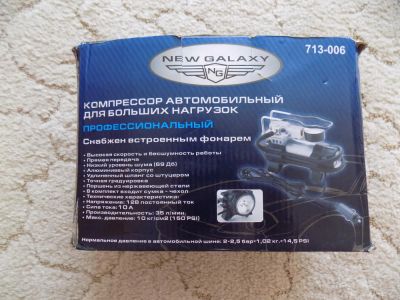 NEW GALAXY
NG
713-006
КОМПРЕССОР АВТОМОБИЛЬНЫЙ
ДЛЯ БОЛЬШИХ НАГРУЗОК
ПРОФЕССИОНАЛЬНЫЙ
Снабжен встроенным фонарем
- Высокая скорость и бесшумность работы
- Прямая передача
- Низкий уровень шума (69 Дб)
- Алюминиевый корпус
- Удлиненный шланг со штуцером
- Точная градуировка
- Поршень из нержавеющей стали
- В комплект входит сумка - чехол
- Технические характеристики:
- Напряжение: 12В постоянный ток
- Сила тока: 10 А
- Производительность: 35 л/мин.
- Макс. давление: 10 кг/см2 (150 PSI)
Нормальное давление в автомобильной шине: 2-2,5 бар=1,02 кг.=14,5 PSI